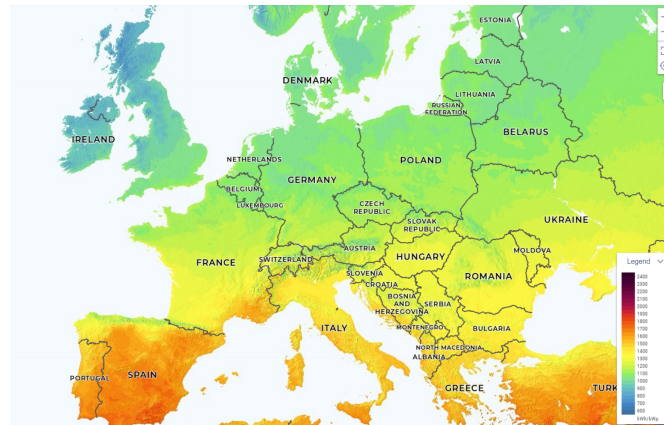 ESTONIA
LATVIA
DENMARK
LITHUANIA
RUSSIAN
FEDERATION
IRELAND
BELARUS
NETHERLANDS
POLAND
GERMANY
BELGIUM
LUXEMBOURG
CZECH
REPUBLIC
SLOVAK
REPUBLIC
UKRAINE
AUSTRIA
MOLDOVA
FRANCE
SWITZERLAND
HUNGARY
Legend
SLOVENIA
ROMANIA
CROATIA
BOSNIA
AND
HERZEGOVINA
SERBIA
ITALY
MONTENEGRO
BULGARIA
NORTH MACEDONIA
ALBANIA
PORTUGAL
SPAIN
GREECE
TURK
2400
2300
2200
2100
2000
1900
1800
1700
1600
1500
1400
1300
1200
1100
1000
900
800
700
600
kWh/kWp